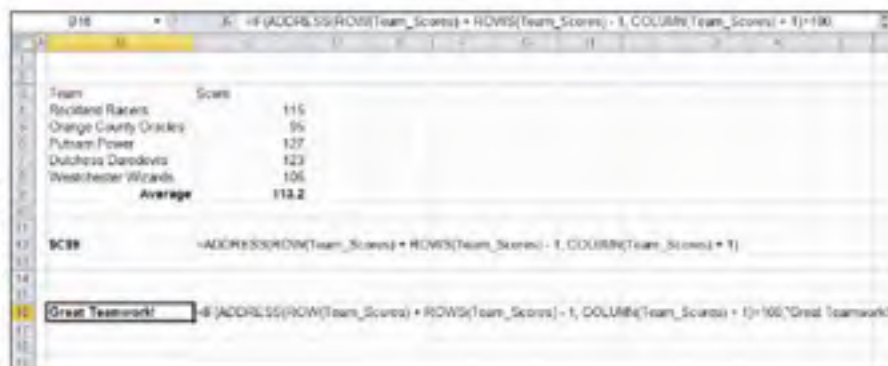 B16 =IF(ADDRESS(ROW(Team_Scores) + ROWS(Team_Scores) - 1, COLUMN(Team_Scores) + 1)>100,
Team Score
Rockland Racers 115
Orange County Oracles 95
Putnam Power 127
Dutchess Daredevils 123
Westchester Wizards 106
Average 113.2
$C$9 =ADDRESS(ROW(Team_Scores) + ROWS(Team_Scores) - 1, COLUMN(Team_Scores) + 1)
Great Teamwork! =IF(ADDRESS(ROW(Team_Scores) + ROWS(Team_Scores) - 1, COLUMN(Team_Scores) + 1)>100,"Great Teamwork!